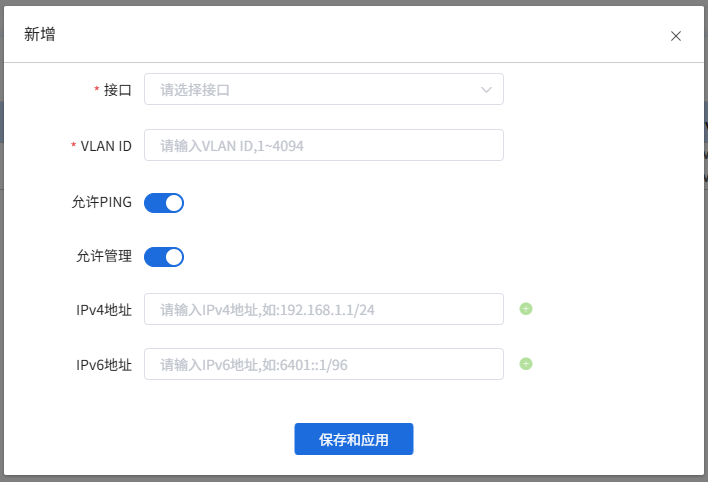 新增
* 接口 请选择接口
* VLAN ID 请输入VLAN ID,1~4094
允许PING
允许管理
IPv4地址 请输入IPv4地址,如:192.168.1.1/24
IPv6地址 请输入IPv6地址,如:6401::1/96
保存和应用